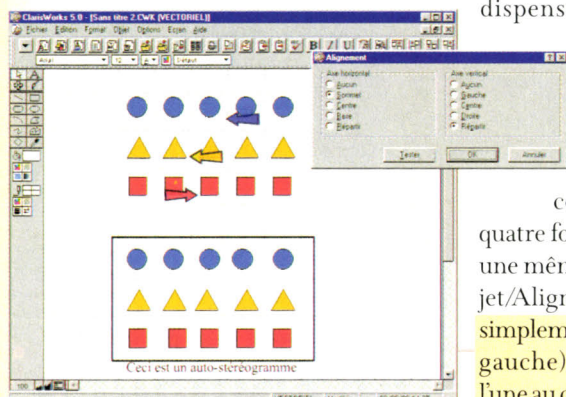 ClarisWorks 5.0 - [Sans titre 2.CWK (VECTORIEL)]
Fichier Edition Format Objet Options Ecran Aide
Alignement
Axe horizontal
Aucun
Sommet
Centre
Base
Répartir
Axe vertical
Aucun
Gauche
Centre
Droite
Répartir
Tester
OK
Annuler
Ceci est un auto-stéréogramme
100
dispens
quatre fo
une mêm
jet/Align
simplem
gauche)
l'une au d